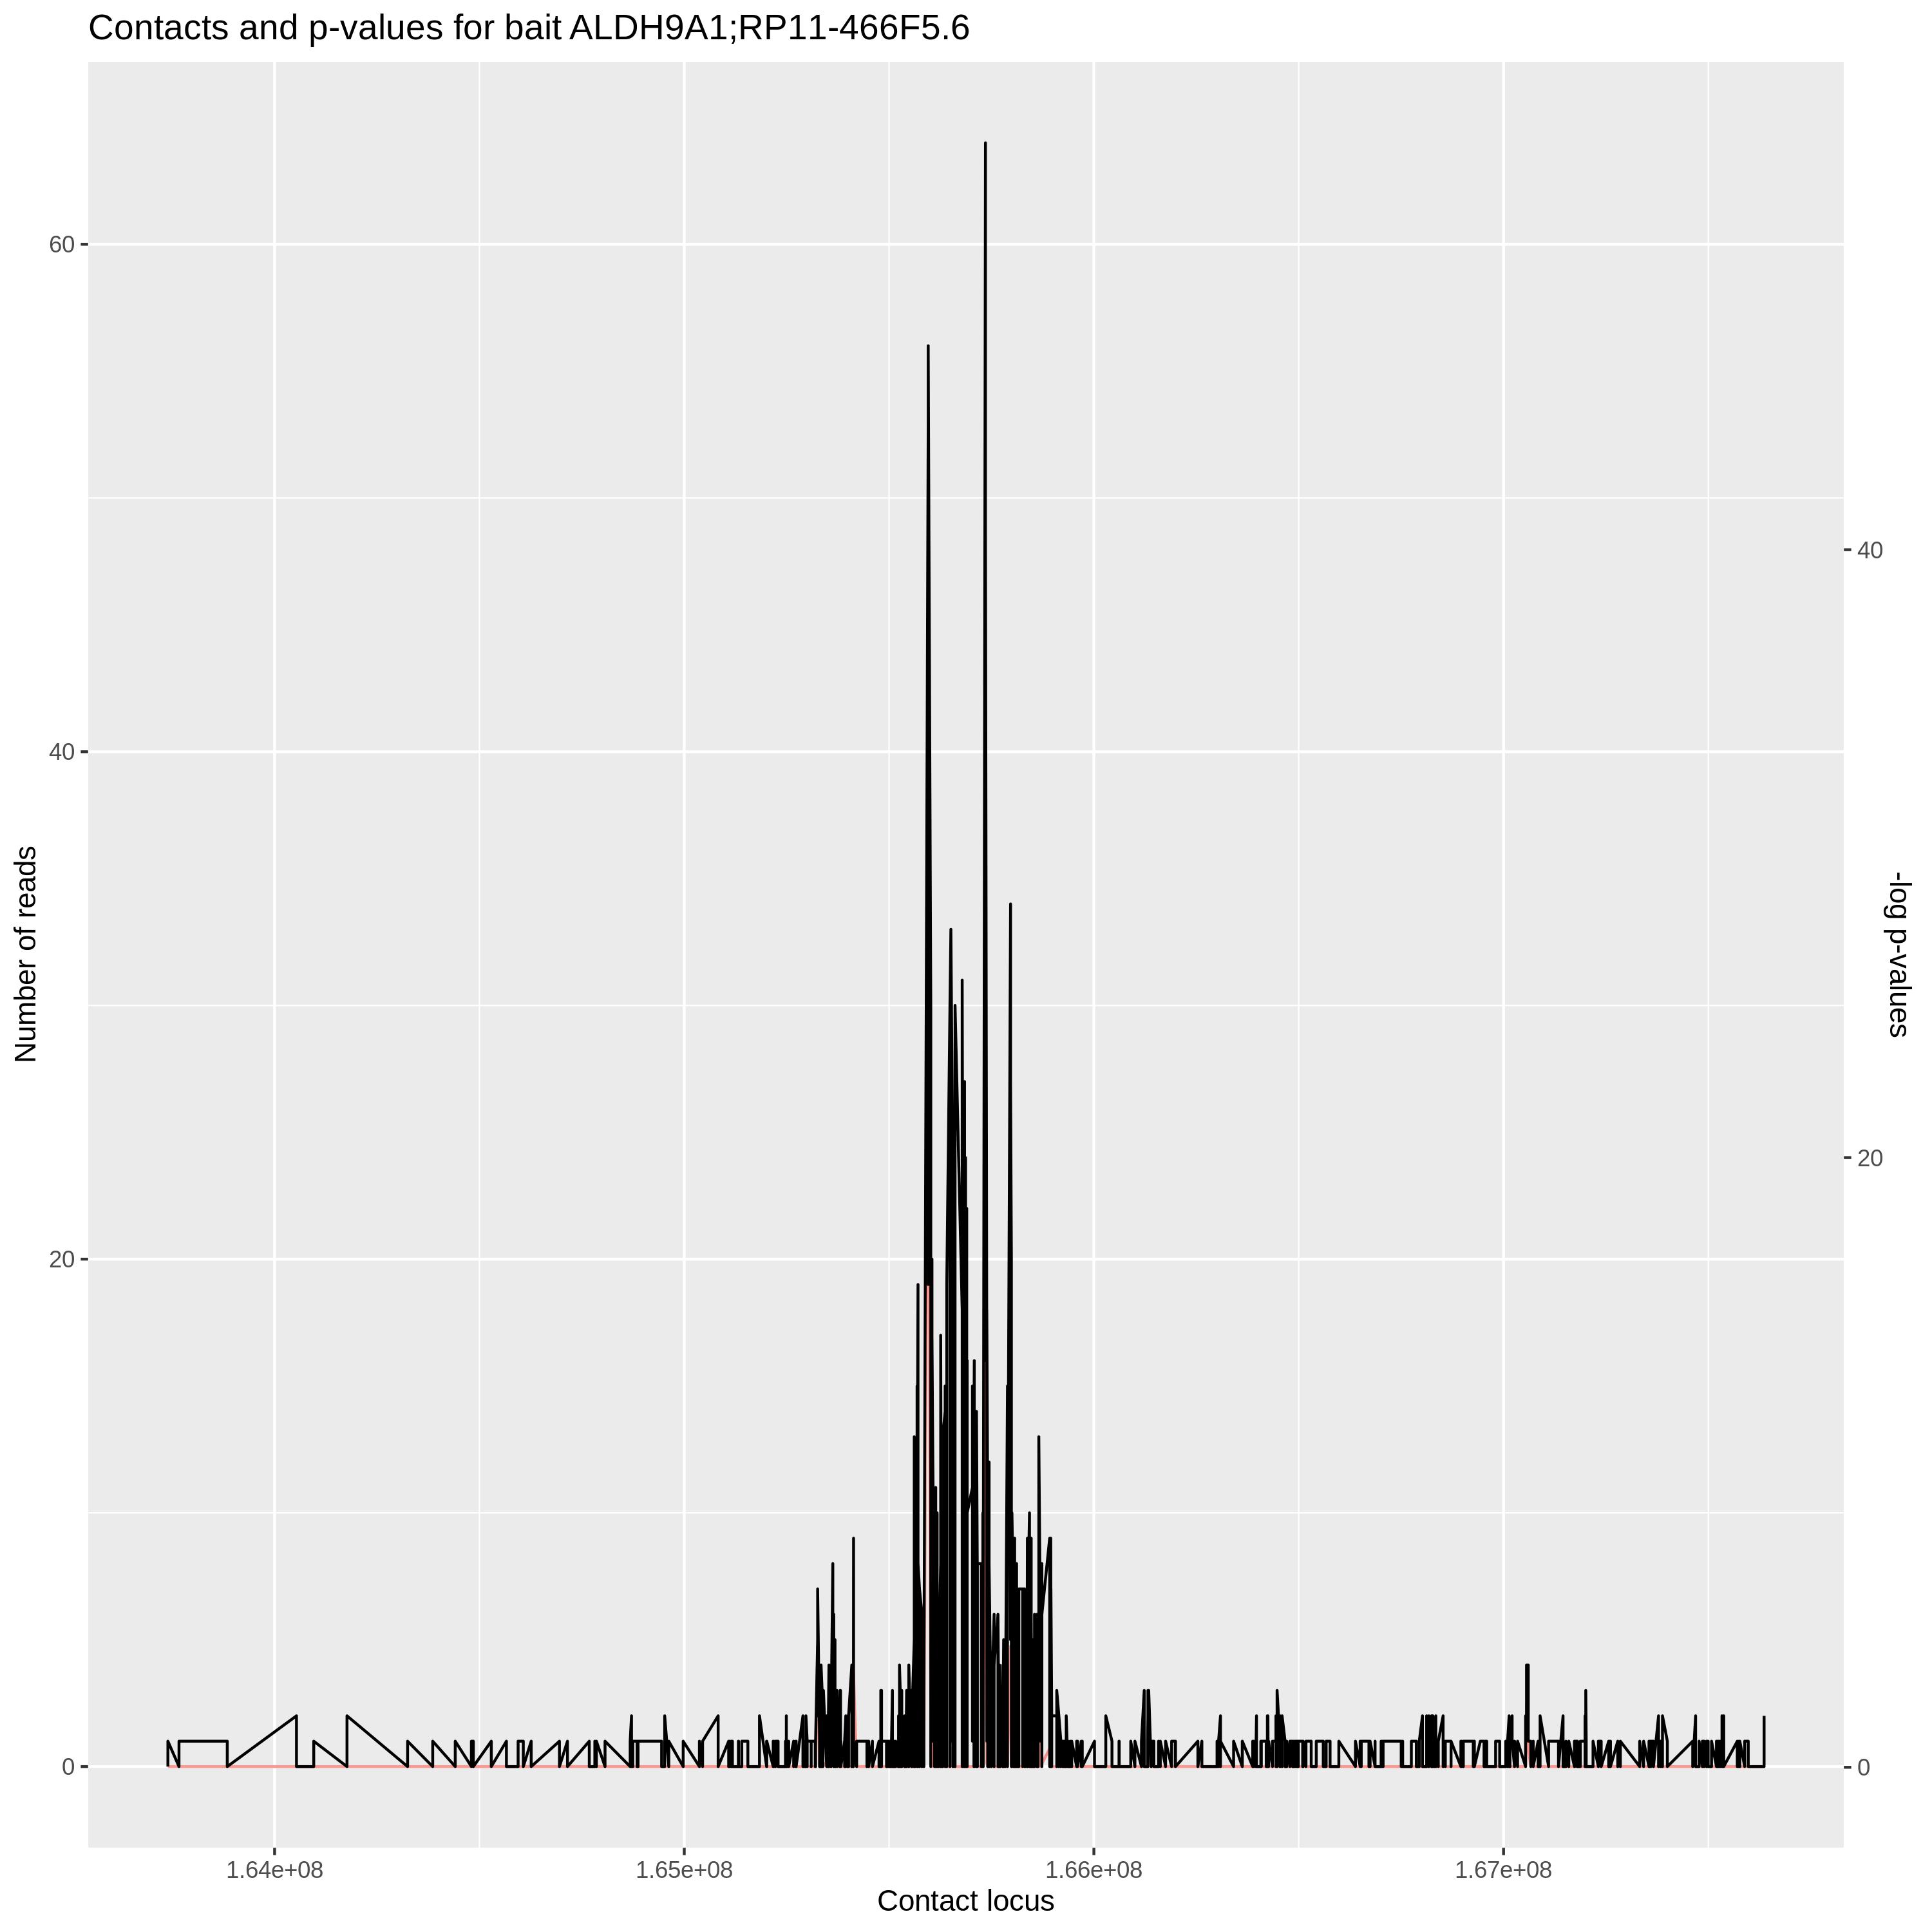 Contacts and p-values for bait ALDH9A1;RP11-466F5.6
60
40
20
0
40
20
0
Number of reads
-log p-values
1.64e+08
1.65e+08
1.66e+08
1.67e+08
Contact locus